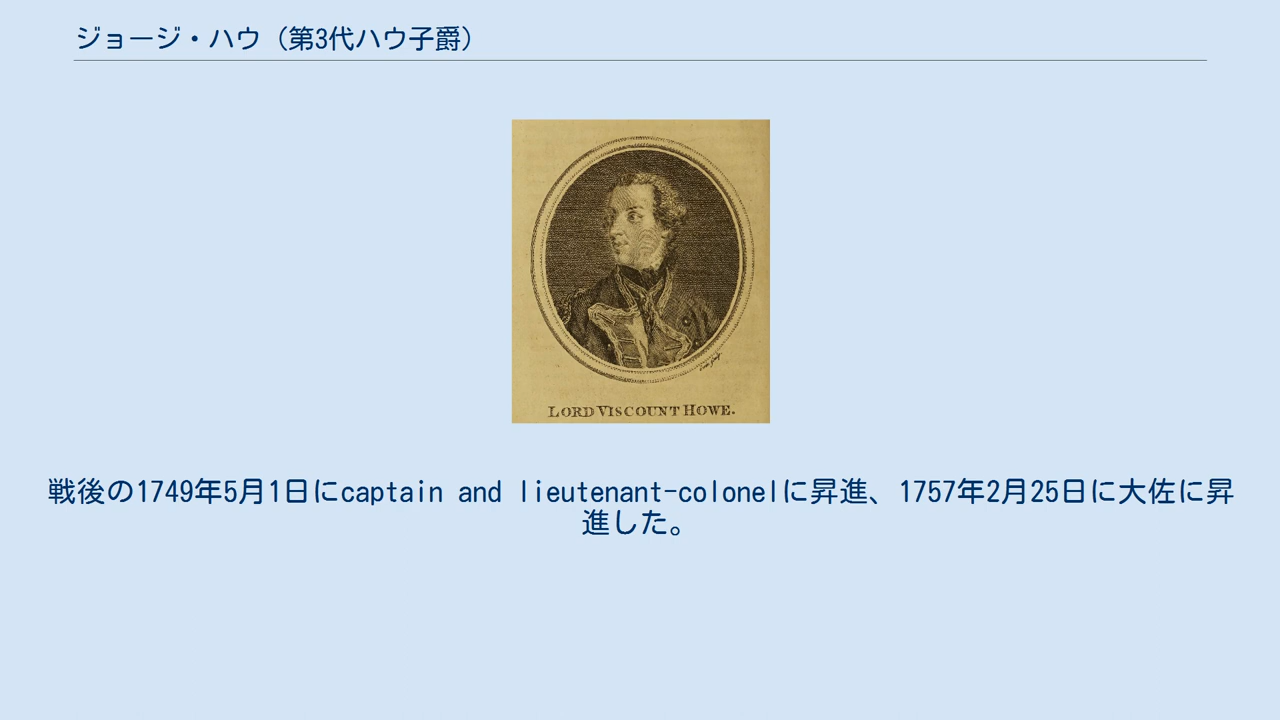 ジョージ・ハウ（第3代ハウ子爵）
LORD VISCOUNT HOWE.
戦後の1749年5月1日にcaptain and lieutenant-colonelに昇進、1757年2月25日に大佐に昇
進した。